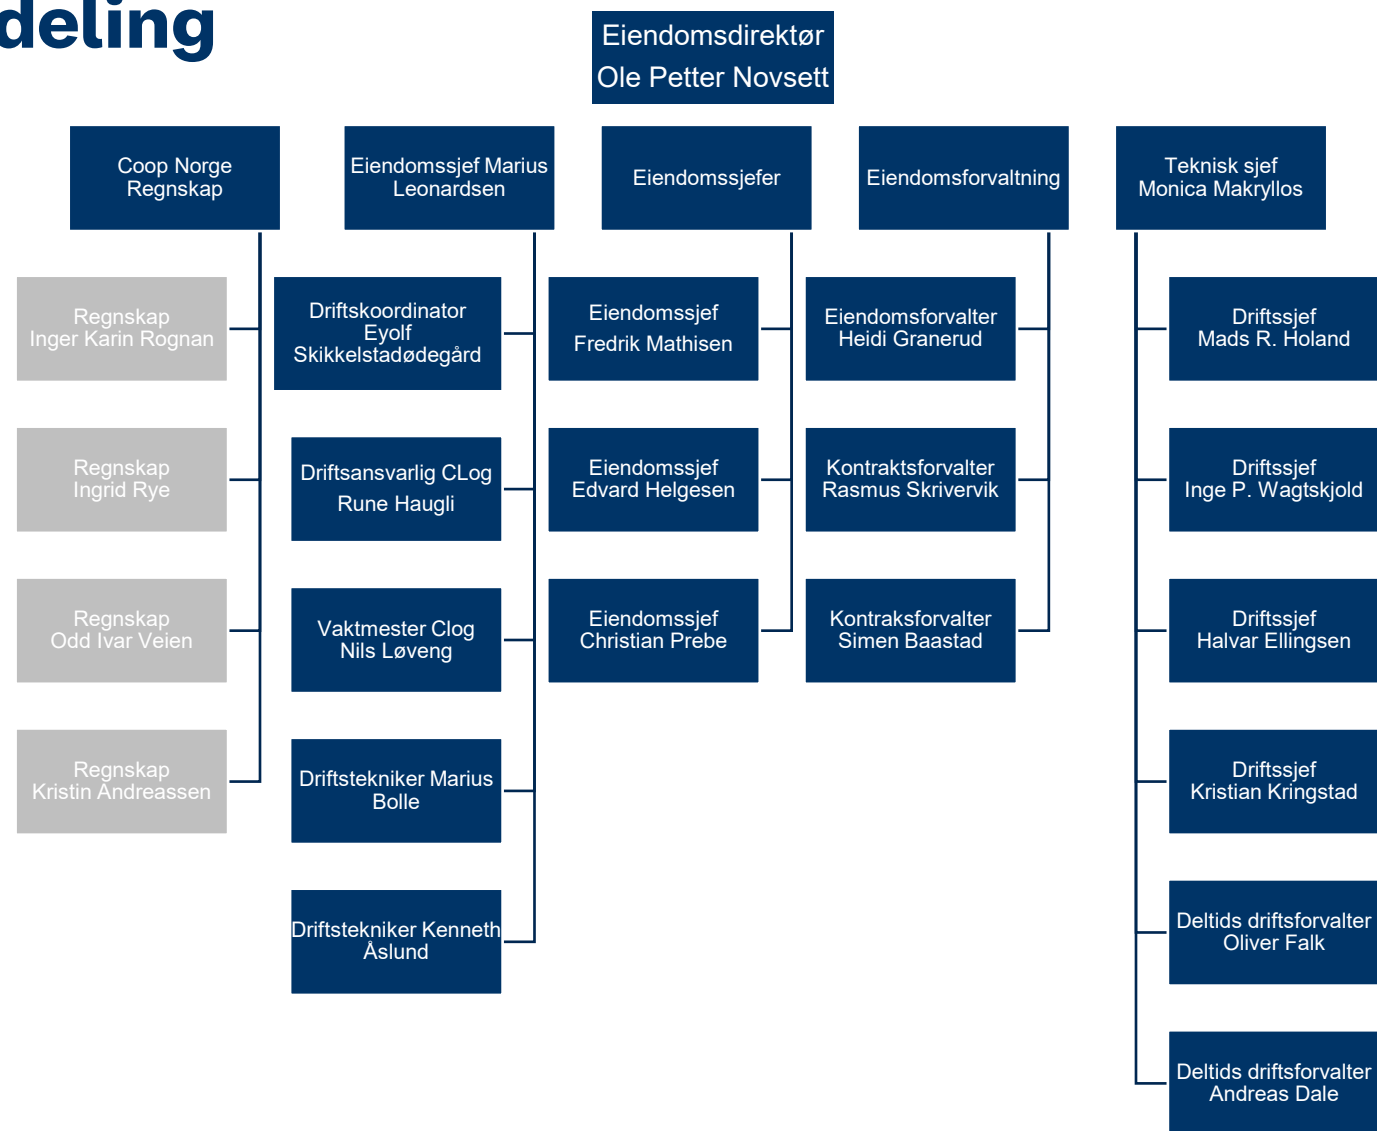 deling
Eiendomsdirektør
Ole Petter Novsett
Coop Norge
Regnskap
Regnskap
Inger Karin Rognan
Regnskap
Ingrid Rye
Regnskap
Odd Ivar Veien
Regnskap
Kristin Andreassen
Eiendomssjef Marius
Leonardsen
Driftskoordinator
Eyolf
Skikkelstadødegård
Driftsansvarlig CLog
Rune Haugli
Vaktmester Clog
Nils Løveng
Driftstekniker Marius
Bolle
Driftstekniker Kenneth
Åslund
Eiendomssjefer
Eiendomssjef
Fredrik Mathisen
Eiendomssjef
Edvard Helgesen
Eiendomssjef
Christian Prebe
Eiendomsforvaltning
Eiendomsforvalter
Heidi Granerud
Kontraktsforvalter
Rasmus Skrivervik
Kontraksforvalter
Simen Baastad
Teknisk sjef
Monica Makryllos
Driftssjef
Mads R. Holand
Driftssjef
Inge P. Wagtskjold
Driftssjef
Halvar Ellingsen
Driftssjef
Kristian Kringstad
Deltids driftsforvalter
Oliver Falk
Deltids driftsforvalter
Andreas Dale